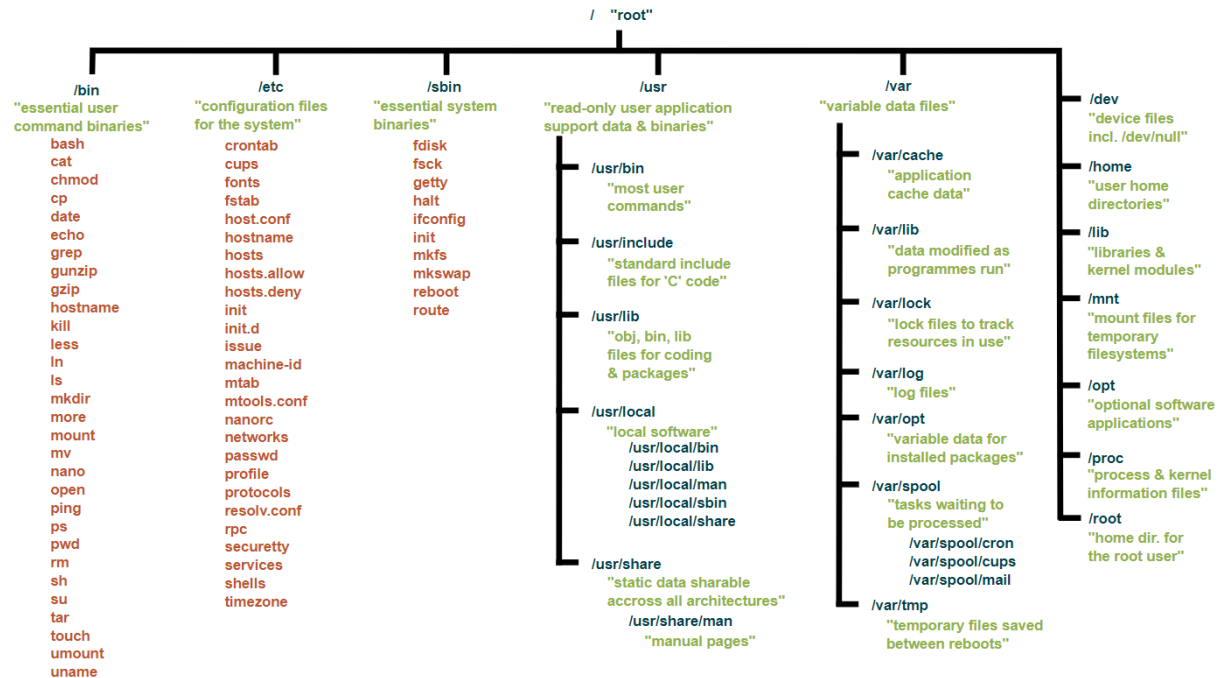 / "root"
/bin
"essential user
command binaries"
bash
cat
chmod
cp
date
echo
grep
gunzip
gzip
hostname
kill
less
ln
ls
mkdir
more
mount
mv
nano
open
ping
ps
pwd
rm
sh
su
tar
touch
umount
uname
/etc
"configuration files
for the system"
crontab
cups
fonts
fstab
host.conf
hostname
hosts
hosts.allow
hosts.deny
init
init.d
issue
machine-id
mtab
mtools.conf
nanorc
networks
passwd
profile
protocols
resolv.conf
rpc
securetty
services
shells
timezone
/sbin
"essential system
binaries"
fdisk
fsck
getty
halt
ifconfig
init
mkfs
mkswap
reboot
route
/usr
"read-only user application
support data & binaries"
/usr/bin
"most user
commands"
/usr/include
"standard include
files for 'C' code"
/usr/lib
"obj, bin, lib
files for coding
& packages"
/usr/local
"local software"
/usr/local/bin
/usr/local/lib
/usr/local/man
/usr/local/sbin
/usr/local/share
/usr/share
"static data sharable
accross all architectures"
/usr/share/man
"manual pages"
/var
"variable data files"
/var/cache
"application
cache data"
/var/lib
"data modified as
programmes run"
/var/lock
"lock files to track
resources in use"
/var/log
"log files"
/var/opt
"variable data for
installed packages"
/var/spool
"tasks waiting to
be processed"
/var/spool/cron
/var/spool/cups
/var/spool/mail
/var/tmp
"temporary files saved
between reboots"
/dev
"device files
incl. /dev/null"
/home
"user home
directories"
/lib
"libraries &
kernel modules"
/mnt
"mount files for
temporary
filesystems"
/opt
"optional software
applications"
/proc
"process & kernel
information files"
/root
"home dir. for
the root user"